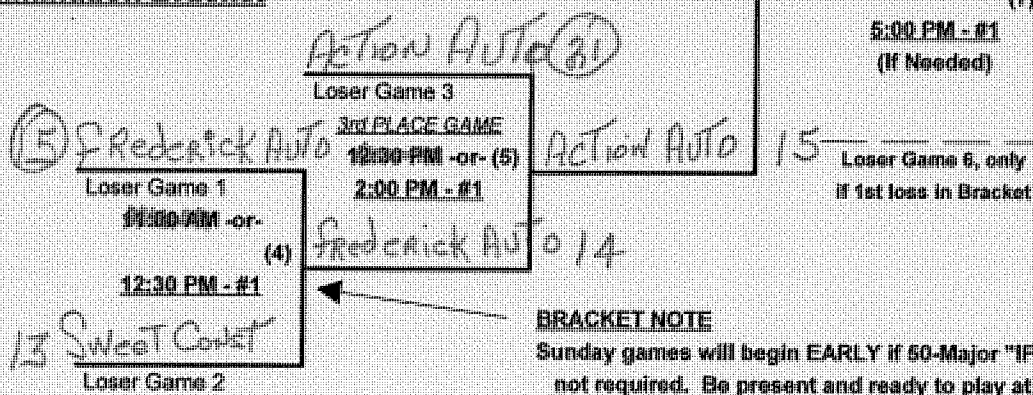 ACTION AUTO 21
Loser Game 3
5:00 PM - #1
(If Needed)
15 FREDERICK AUTO
3rd PLACE GAME
12:30 PM -or- (5)
2:00 PM - #1
ACTION AUTO 15
Loser Game 6, only
if 1st loss in Bracket
Loser Game 1
11:00 AM -or-
(4)
12:30 PM - #1
FREDERICK AUTO 14
13 SWEET
Loser Game 2
BRACKET NOTE
Sunday games will begin EARLY if 50-Major "IF
not required. Be present and ready to play at